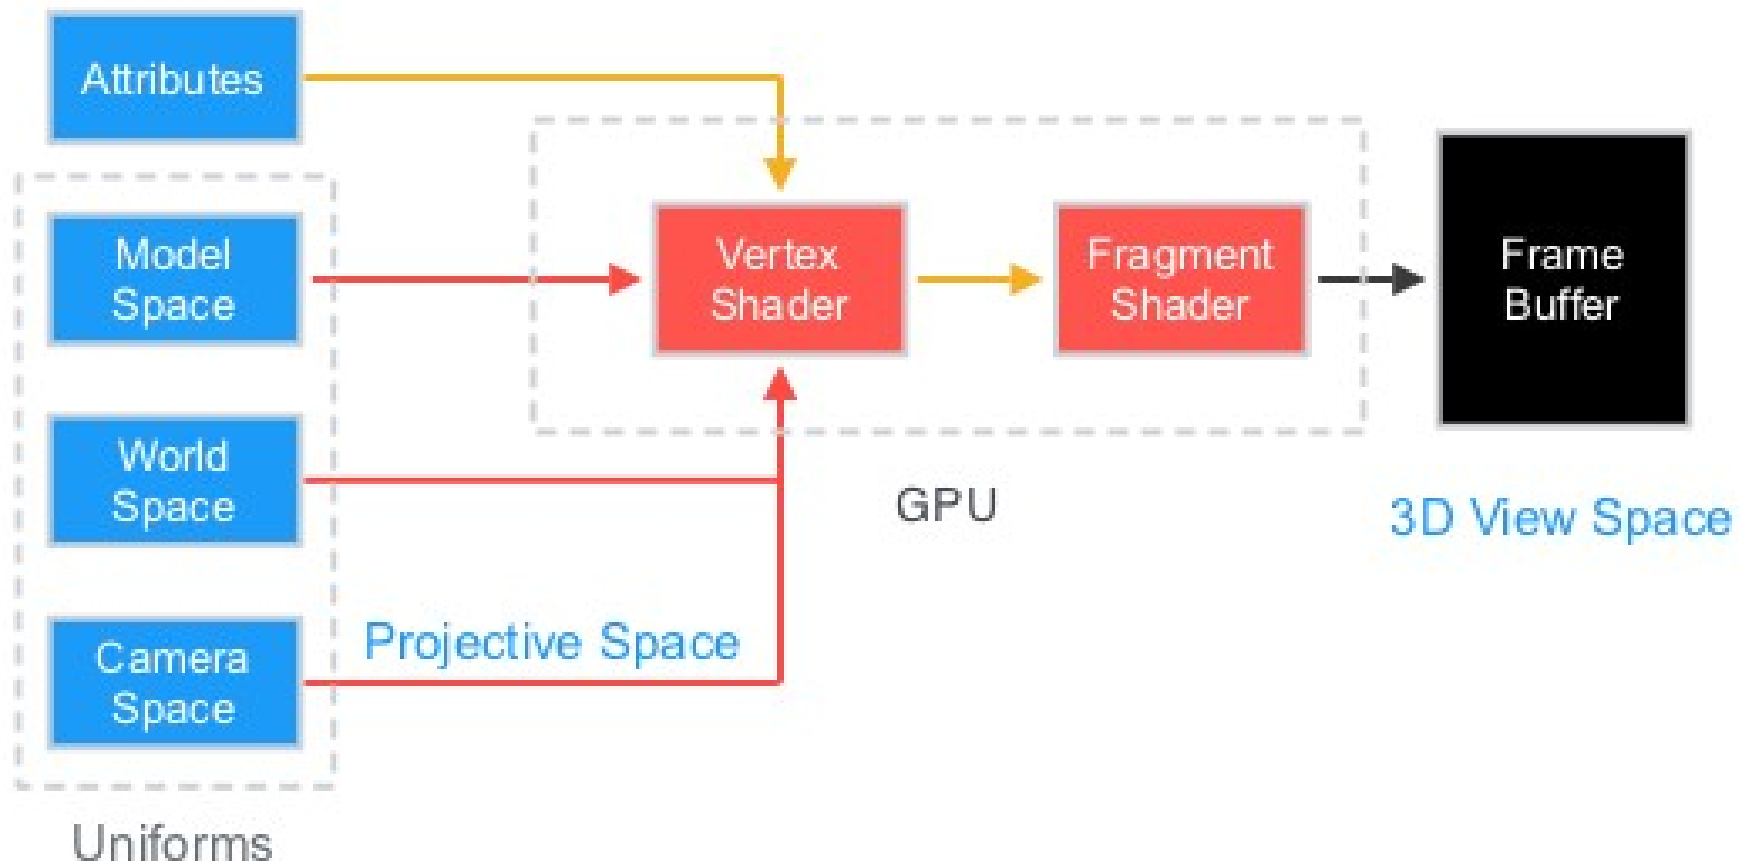 Attributes
Model
Space
World
Space
Camera
Space
Uniforms
Projective Space
Vertex
Shader
Fragment
Shader
GPU
Frame
Buffer
3D View Space